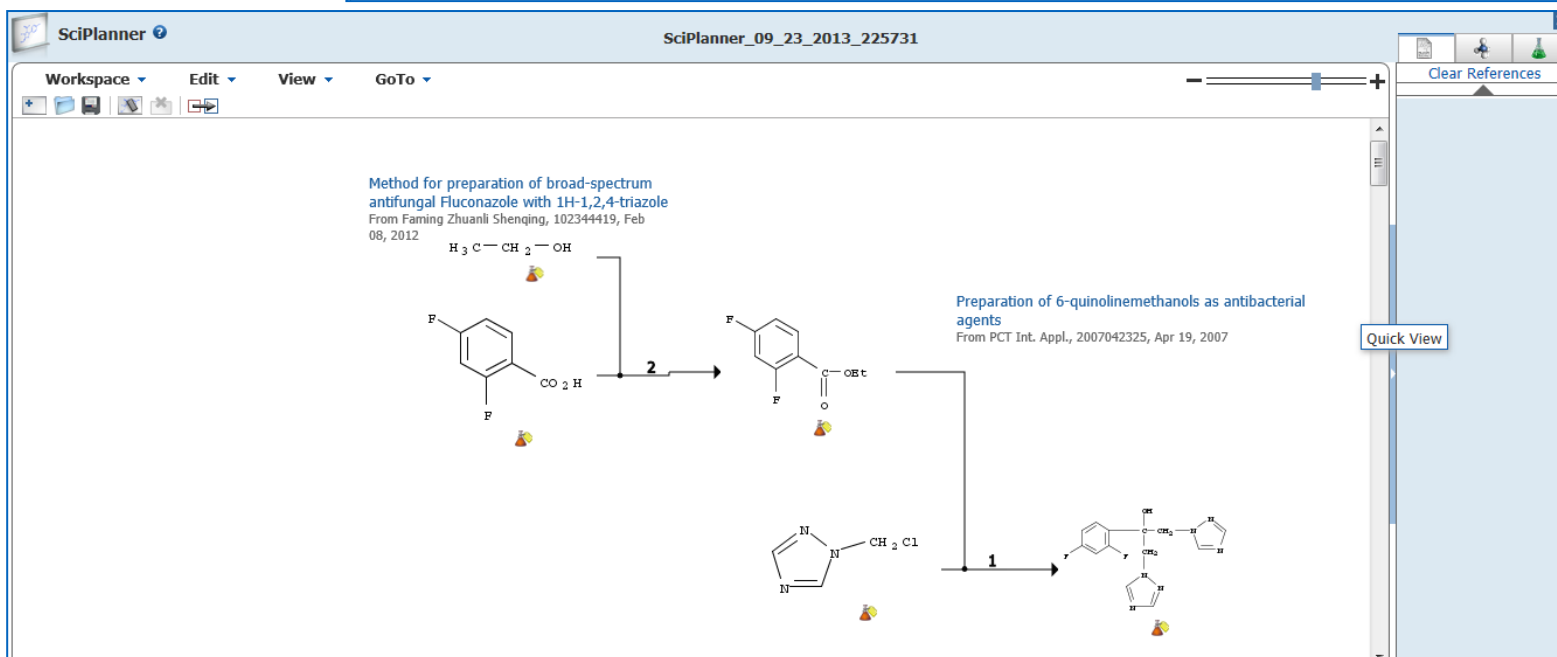 SciPlanner ?
SciPlanner_09_23_2013_225731
Workspace Edit View GoTo
Clear References
Method for preparation of broad-spectrum
antifungal Fluconazole with 1H-1,2,4-triazole
From Faming Zhuanli Shenqing, 102344419, Feb
08, 2012
H 3 C CH 2 OH
Preparation of 6-quinolinemethanols as antibacterial
agents
From PCT Int. Appl., 2007042325, Apr 19, 2007
Quick View
F
F
2
C OEt
CO 2 H
F
F
O
OH
N
CH 2 Cl
N
N
C CH2 N N
N
F
F
CH2
1
N
N
N